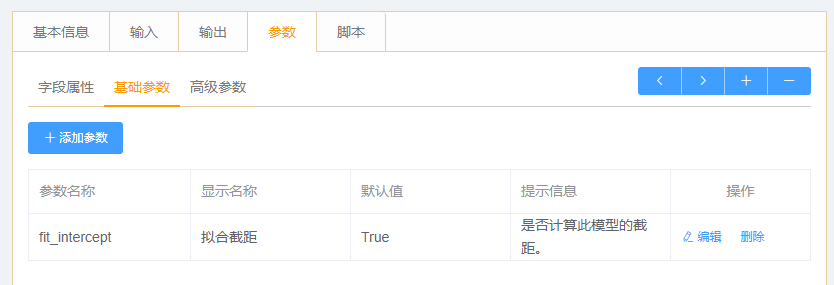 基本信息 输入 输出 参数 脚本
字段属性 基础参数 高级参数
添加参数
参数名称 显示名称 默认值 提示信息 操作
fit_intercept 拟合截距 True 是否计算此模型的截 编辑 删除
距。